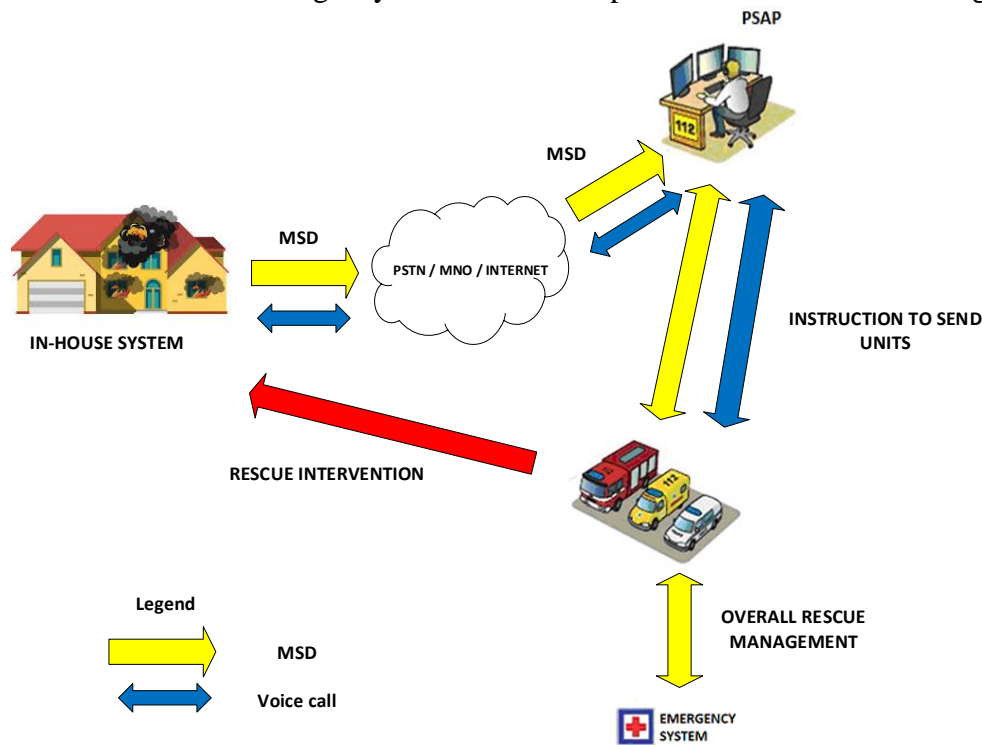 PSAP
112
MSD
MSD
PSTN / MNO / INTERNET
IN-HOUSE SYSTEM
INSTRUCTION TO SEND
UNITS
RESCUE INTERVENTION
112
Legend
OVERALL RESCUE
MANAGEMENT
MSD
Voice call
EMERGENCY
SYSTEM